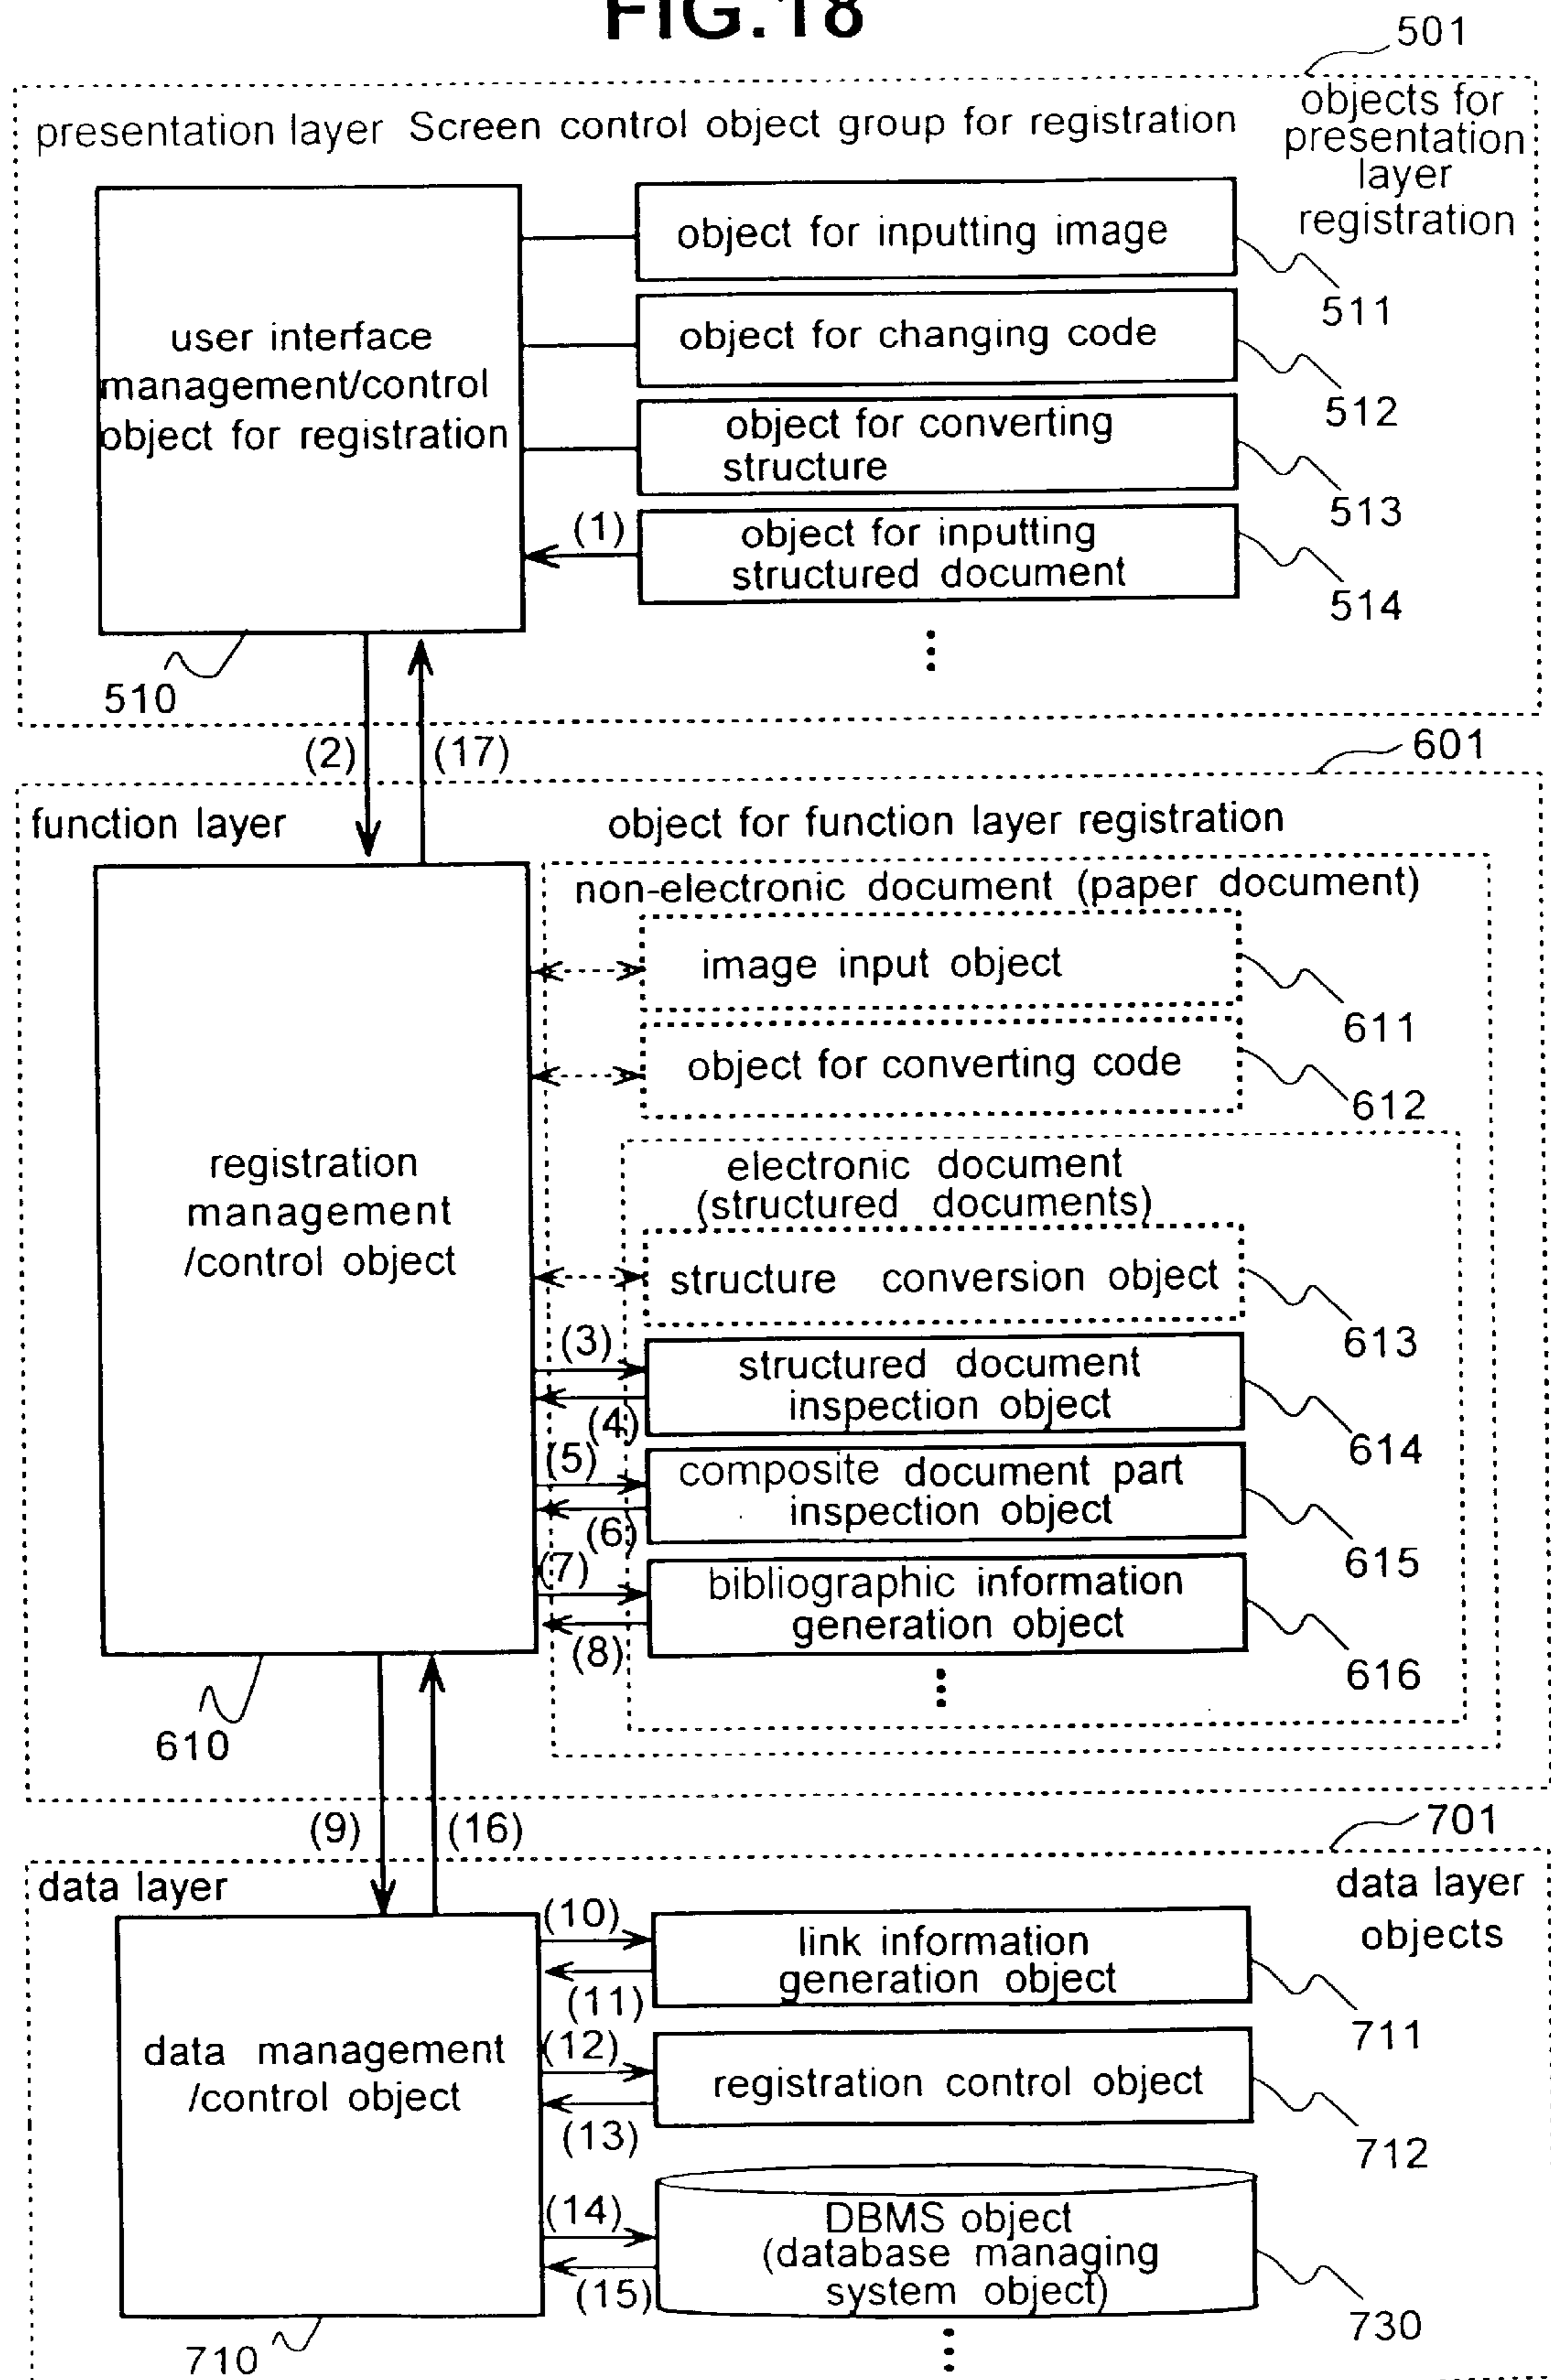 FIG.18
501
presentation layer Screen control object group for registration
objects for
presentation
layer
registration
user interface
management/control
object for registration
object for inputting image
511
object for changing code
512
object for converting
structure
513
(1)
object for inputting
structured document
514
510
(2)
(17)
601
function layer
object for function layer registration
non-electronic document (paper document)
image input object
611
object for converting code
612
registration
management
/control object
electronic document
(structured documents)
structure conversion object
613
(3)
structured document
inspection object
(4)
614
(5)
composite document part
inspection object
(6)
615
(7)
bibliographic information
generation object
(8)
616
610
(9)
(16)
701
data layer
data layer
objects
(10)
link information
generation object
(11)
711
data management
/control object
(12)
registration control object
(13)
712
(14)
DBMS object
(database managing
system object)
(15)
730
710